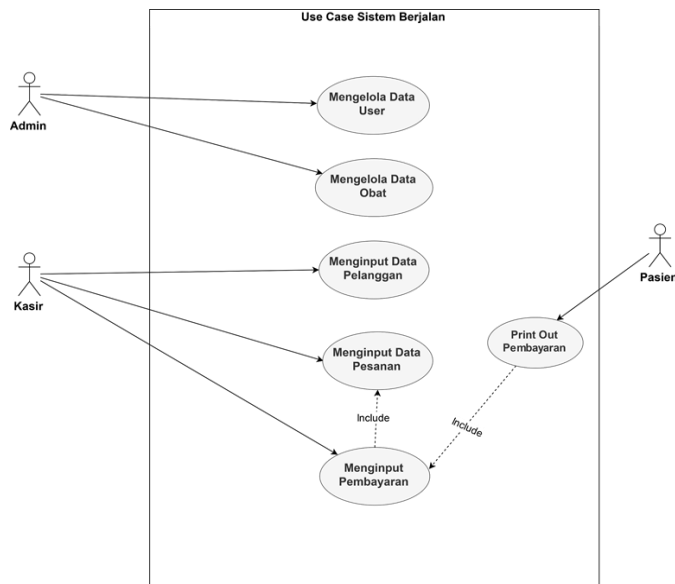 Use Case Sistem Berjalan
Admin
Mengelola Data
User
Mengelola Data
Obat
Kasir
Menginput Data
Pelanggan
Pasien
Menginput Data
Pesanan
Print Out
Pembayaran
Include
Include
Menginput
Pembayaran